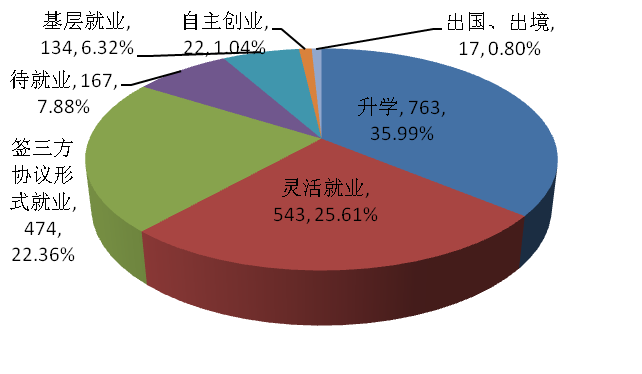 基层就业,
134, 6.32%
自主创业,
22, 1.04%
出国、出境,
17, 0.80%
待就业, 167,
7.88%
升学, 763,
35.99%
签三方
协议形
式就业,
474,
22.36%
灵活就业,
543, 25.61%